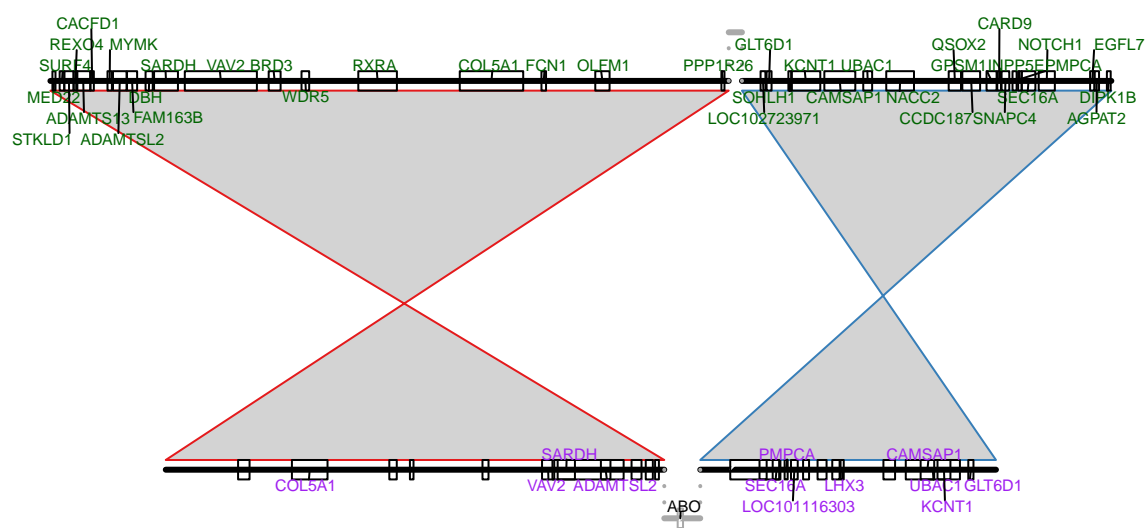 CACFD1 CARD9
REXO4 MYMK GLT6D1 QSOX2 NOTCH1 EGFL7
SURF4 SARDH VAV2 BRD3 RXRA COL5A1 FCN1 OLFM1 PPP1R26 KCNT1 UBAC1 GPSM1 INPP5E PMPCA
MED22 DBH WDR5 SOHLH1 CAMSAP1 NACC2 SEC16A DIPK1B
ADAMTS13 FAM163B LOC102723971 CCDC187 SNAPC4 AGPAT2
STKLD1 ADAMTSL2
SARDH PMPCA CAMSAP1
COL5A1 VAV2 ADAMTSL2 SEC16A LHX3 UBAC1 GLT6D1
ABO LOC101116303 KCNT1